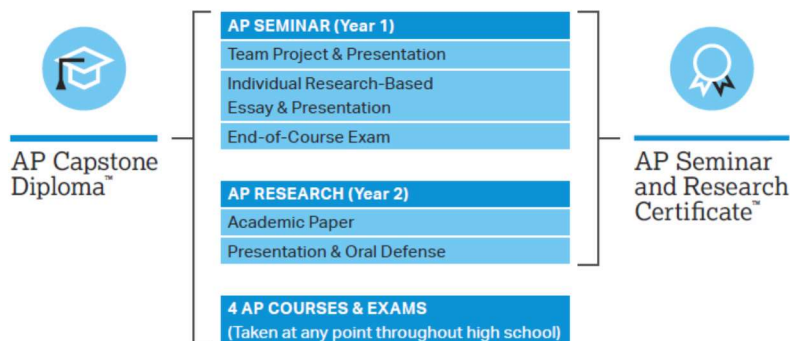 AP Capstone
Diploma™
AP SEMINAR (Year 1)
Team Project & Presentation
Individual Research-Based
Essay & Presentation
End-of-Course Exam
AP RESEARCH (Year 2)
Academic Paper
Presentation & Oral Defense
4 AP COURSES & EXAMS
(Taken at any point throughout high school)
AP Seminar
and Research
Certificate™